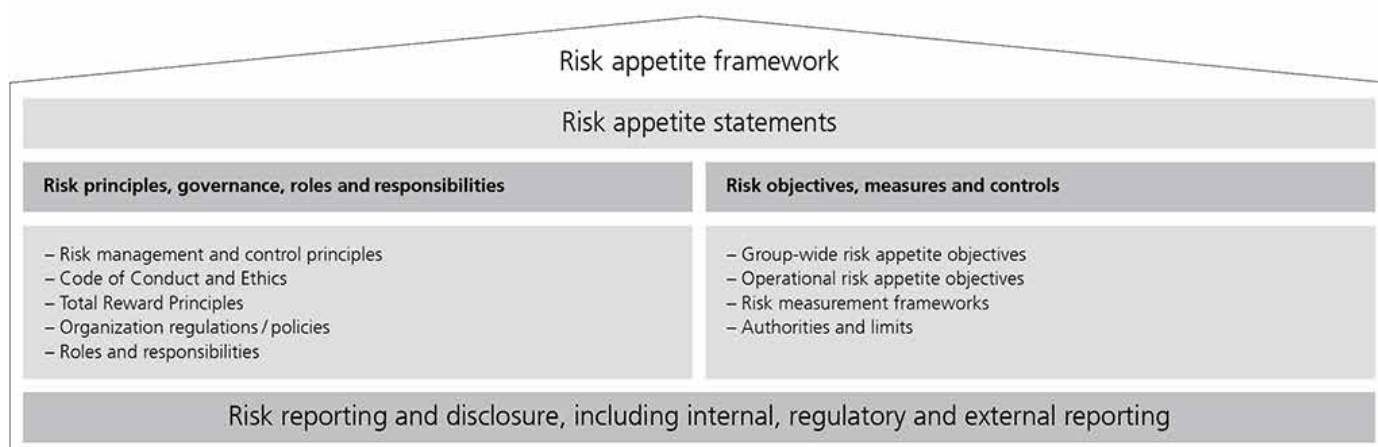 Risk appetite framework
Risk appetite statements
Risk principles, governance, roles and responsibilities
– Risk management and control principles
– Code of Conduct and Ethics
– Total Reward Principles
– Organization regulations / policies
– Roles and responsibilities
Risk objectives, measures and controls
– Group-wide risk appetite objectives
– Operational risk appetite objectives
– Risk measurement frameworks
– Authorities and limits
Risk reporting and disclosure, including internal, regulatory and external reporting